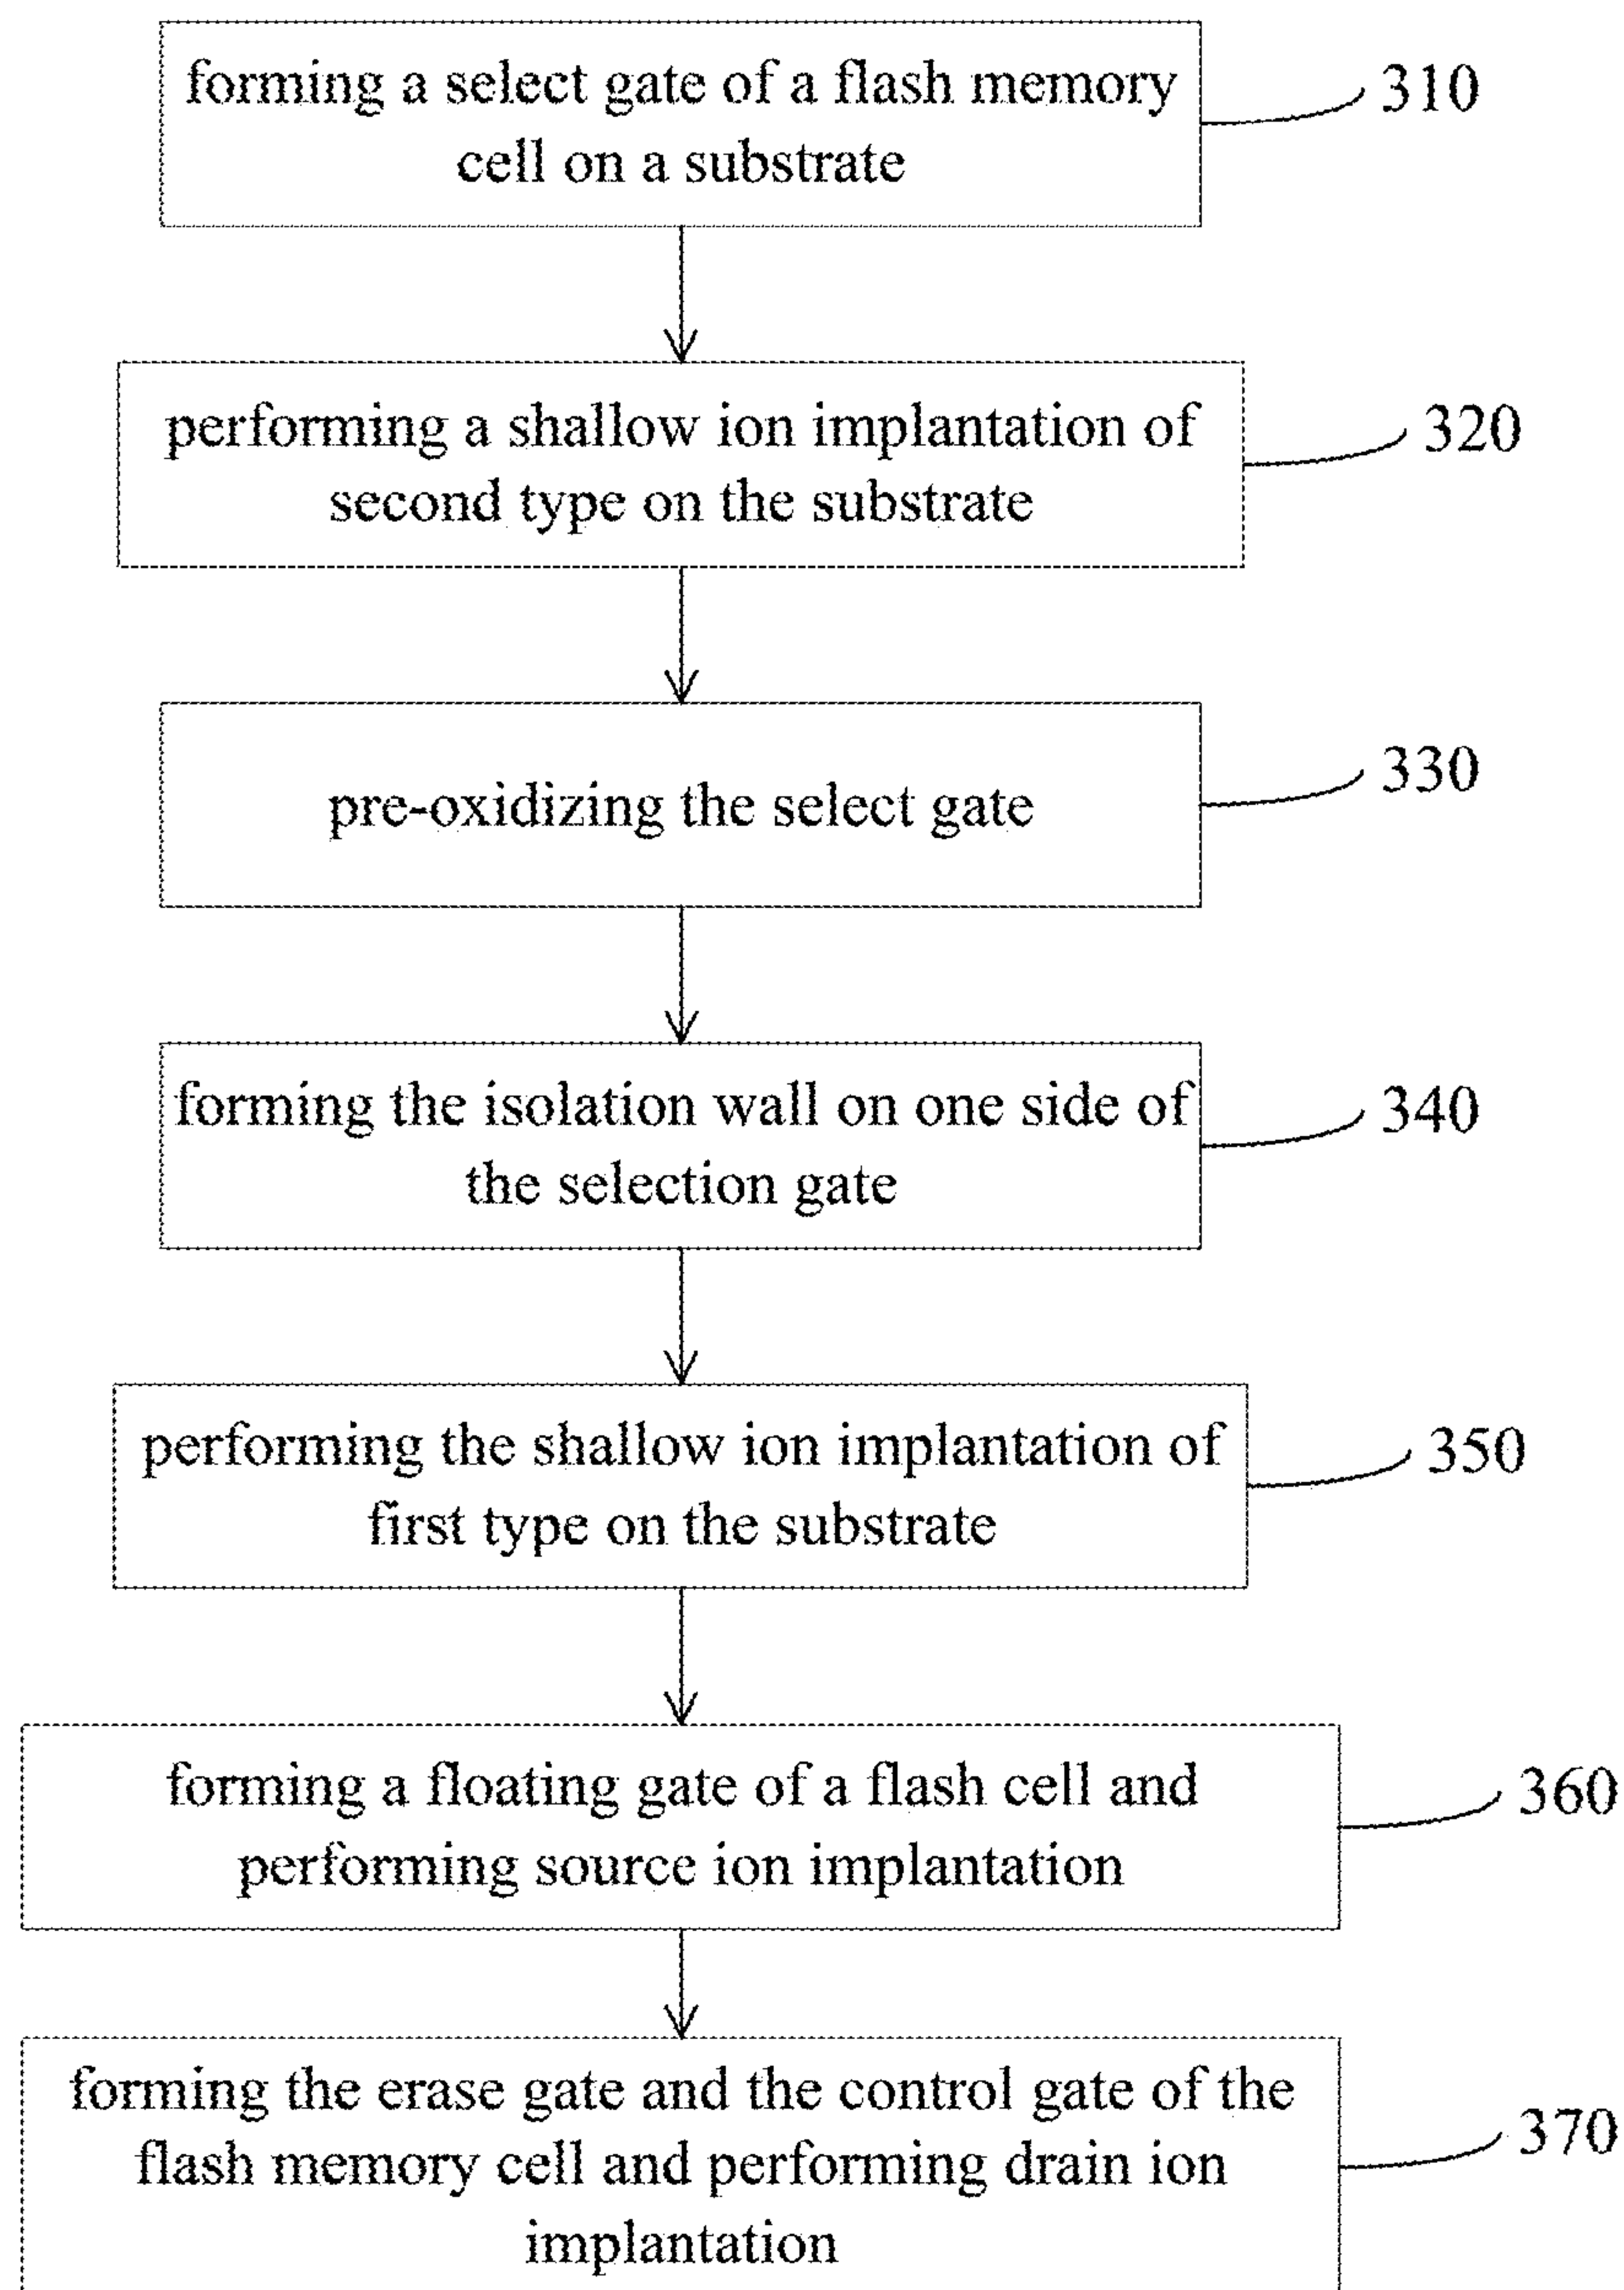 forming a select gate of a flash memory
cell on a substrate
310
performing a shallow ion implantation of
second type on the substrate
320
pre-oxidizing the select gate
330
forming the isolation wall on one side of
the selection gate
340
performing the shallow ion implantation of
first type on the substrate
350
forming a floating gate of a flash cell and
performing source ion implantation
360
forming the erase gate and the control gate of the
flash memory cell and performing drain ion
implantation
370